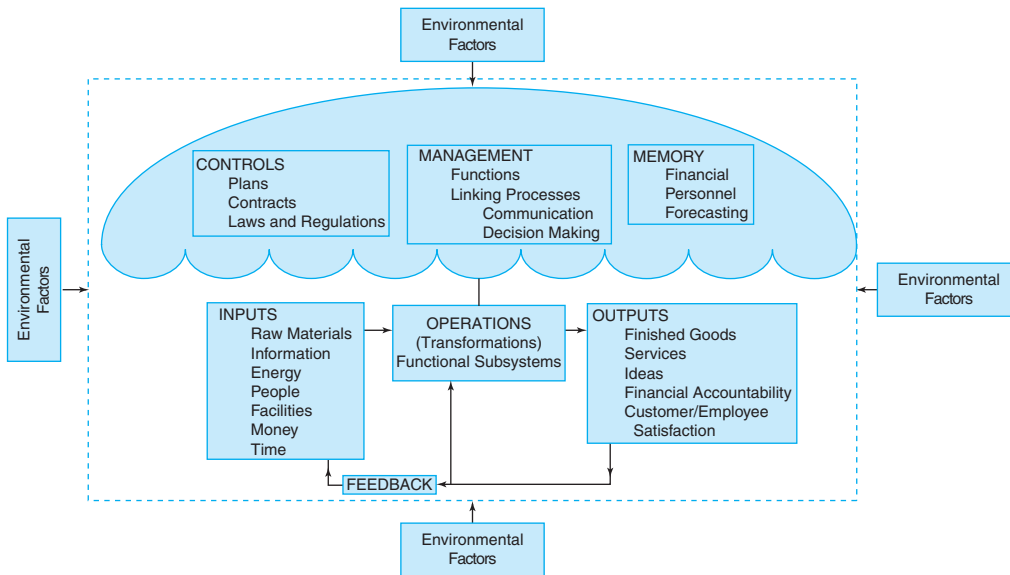 Environmental
Factors
CONTROLS
Plans
Contracts
Laws and Regulations
MANAGEMENT
Functions
Linking Processes
Communication
Decision Making
MEMORY
Financial
Personnel
Forecasting
Environmental
Factors
Environmental
Factors
INPUTS
Raw Materials
Information
Energy
People
Facilities
Money
Time
OPERATIONS
(Transformations)
Functional Subsystems
OUTPUTS
Finished Goods
Services
Ideas
Financial Accountability
Customer/Employee
Satisfaction
FEEDBACK
Environmental
Factors